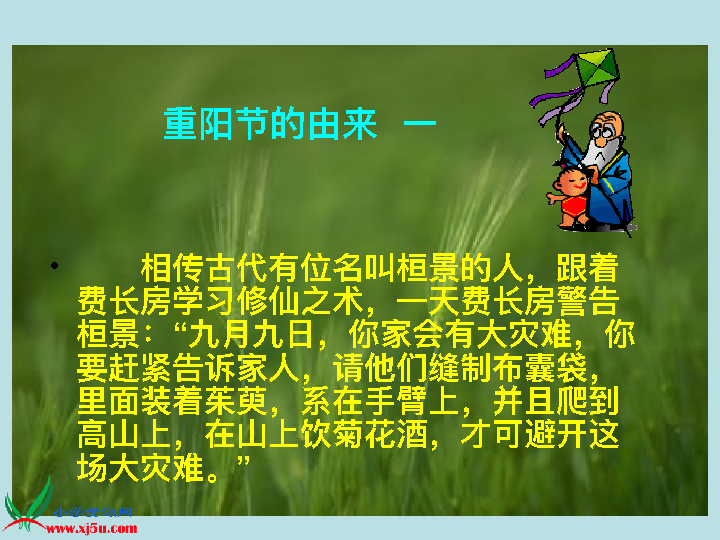 重阳节的由来 一
• 相传古代有位名叫桓景的人，跟着
费长房学习修仙之术，一天费长房警告
桓景：“九月九日，你家会有大灾难，你
要赶紧告诉家人，请他们缝制布囊袋，
里面装着茱萸，系在手臂上，并且爬到
高山上，在山上饮菊花酒，才可避开这
场大灾难。”
www.xj5u.com